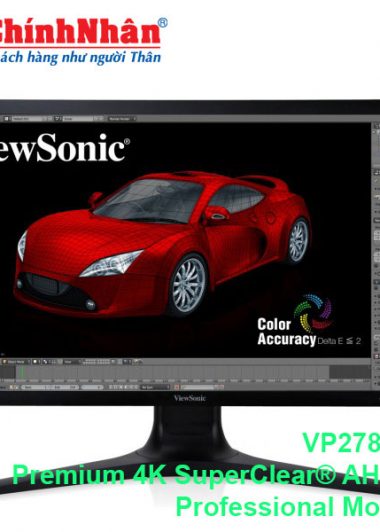 ChínhNhân®
ách hàng như người Thân
ewSonic®
Color
Accuracy Delta E ≦ 2
ViewSonic
VP278
Premium 4K SuperClear® AH
Professional Mo